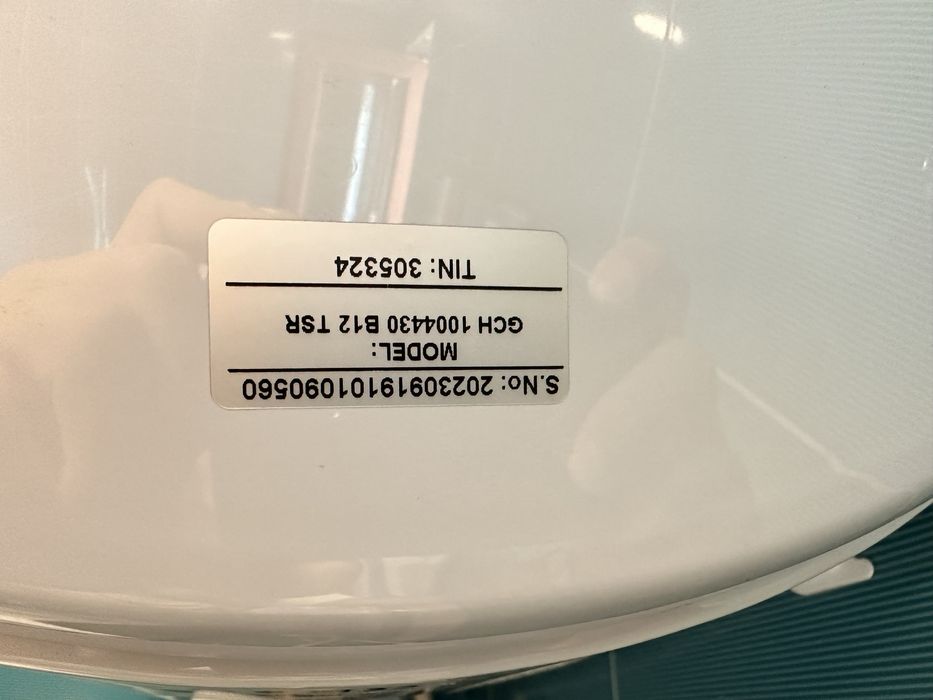 S.No: 20230919101090560
MODEL:
GCH 1004430 B12 TSR
TIN: 305324